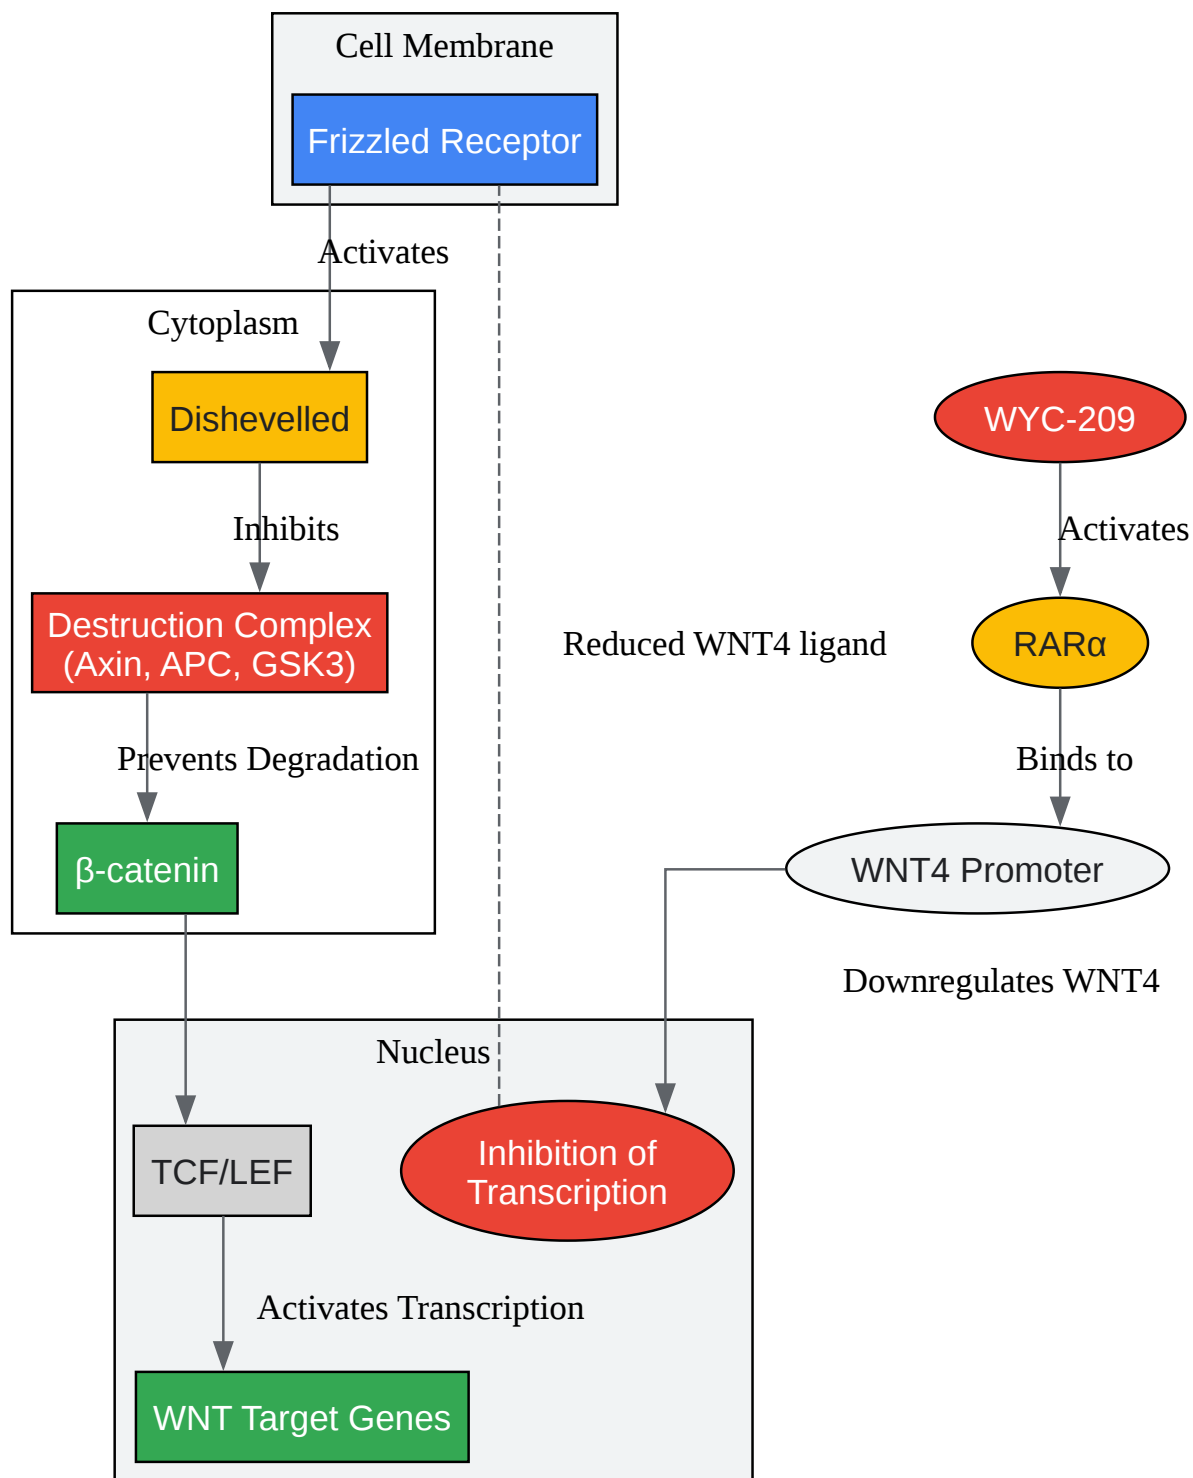 Cell Membrane
Frizzled Receptor
Activates
Cytoplasm
Dishevelled
WYC-209
Inhibits
Activates
Destruction Complex
(Axin, APC, GSK3)
Reduced WNT4 ligand
RARα
Prevents Degradation
Binds to
β-catenin
WNT4 Promoter
Downregulates WNT4
Nucleus
TCF/LEF
Inhibition of
Transcription
Activates Transcription
WNT Target Genes